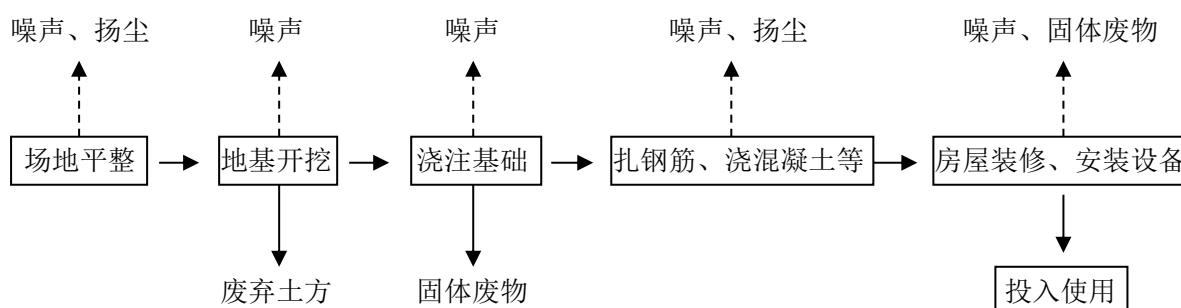 噪声、扬尘
噪声
噪声
噪声、扬尘
噪声、固体废物
场地平整
地基开挖
浇注基础
扎钢筋、浇混凝土等
房屋装修、安装设备
废弃土方
固体废物
投入使用